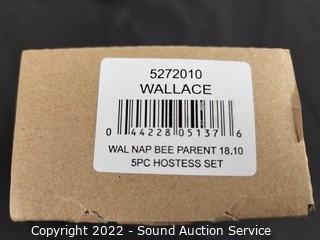 5272010
WALLACE
0 44228 05137 6
WAL NAP BEE PARENT 18.10
5PC HOSTESS SET
Copyright 2022 - Sound Auction Service